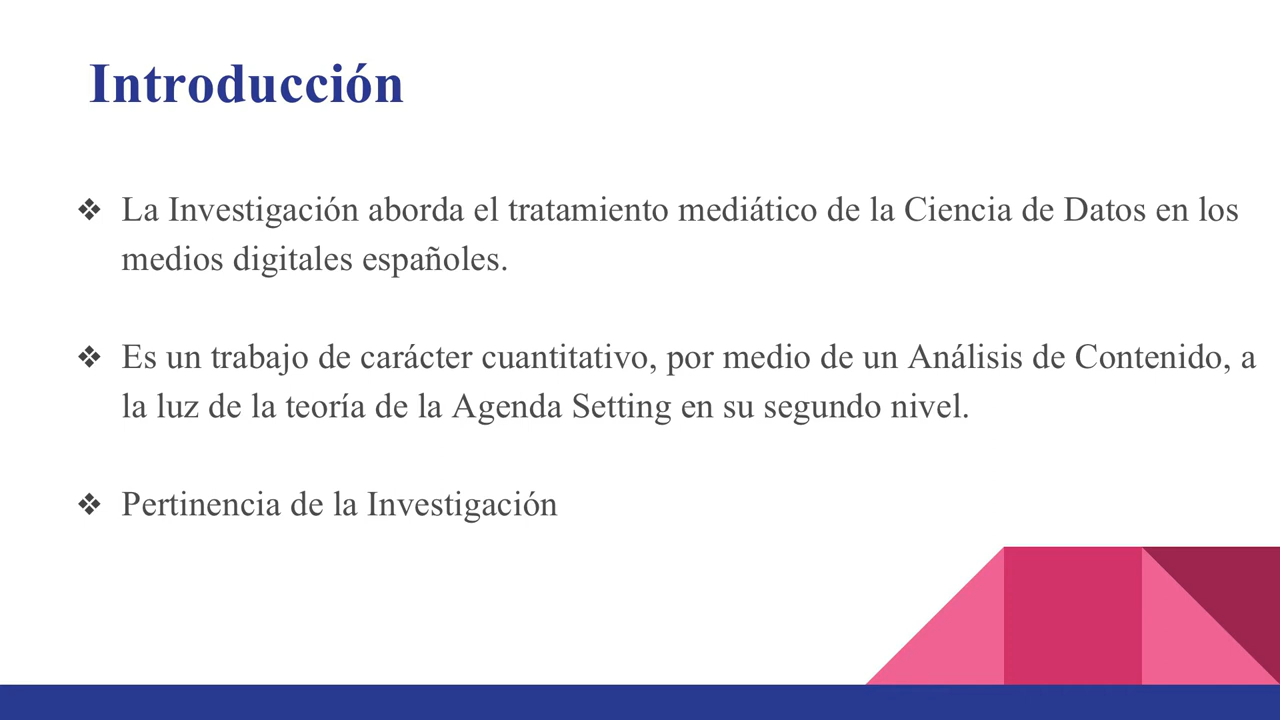 Introducción
❖ La Investigación aborda el tratamiento mediático de la Ciencia de Datos en los
medios digitales españoles.
❖ Es un trabajo de carácter cuantitativo, por medio de un Análisis de Contenido, a
la luz de la teoría de la Agenda Setting en su segundo nivel.
❖ Pertinencia de la Investigación